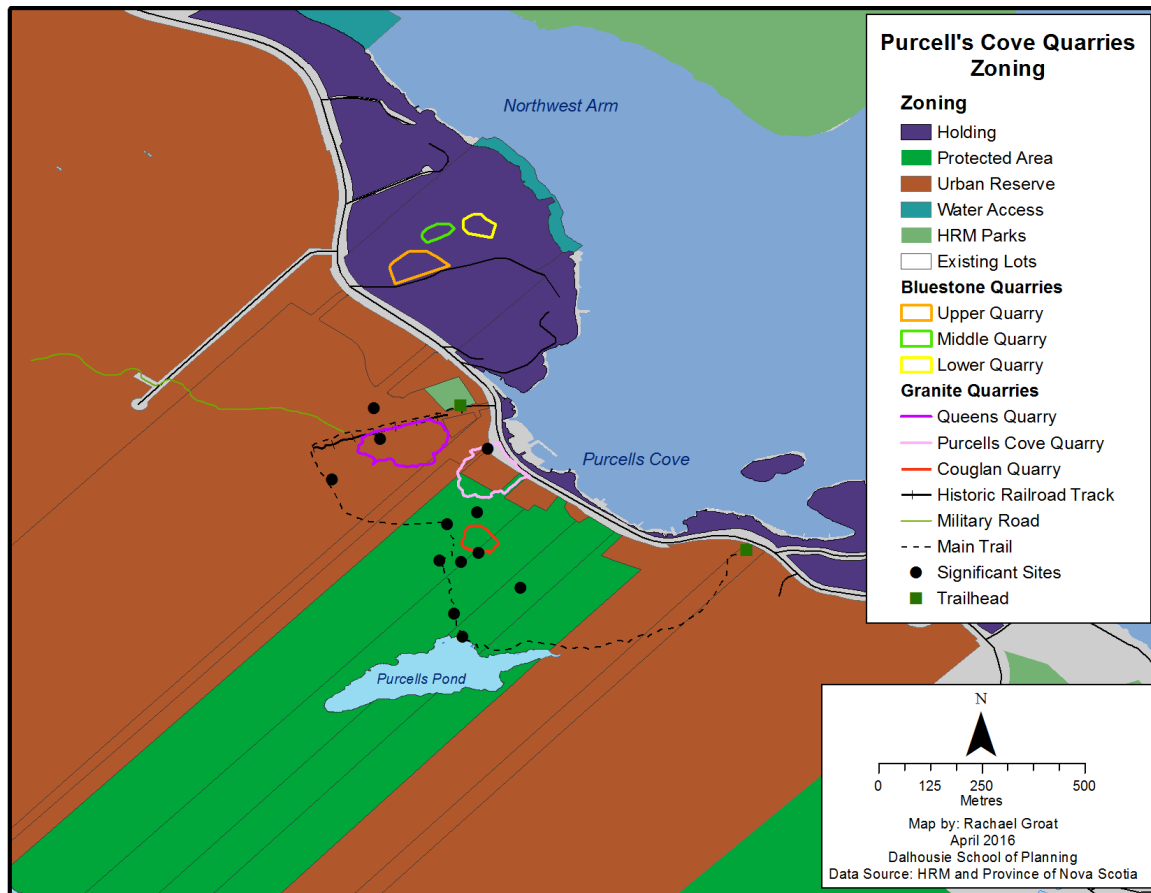 Purcell's Cove Quarries
Zoning
Zoning
Holding
Protected Area
Urban Reserve
Water Access
HRM Parks
Existing Lots
Bluestone Quarries
Upper Quarry
Middle Quarry
Lower Quarry
Granite Quarries
Queens Quarry
Purcells Cove Quarry
Couglan Quarry
Historic Railroad Track
Military Road
Main Trail
Significant Sites
Trailhead
Northwest Arm
Purcells Cove
Purcells Pond
N
0 125 250 500
Metres
Map by: Rachael Groat
April 2016
Dalhousie School of Planning
Data Source: HRM and Province of Nova Scotia